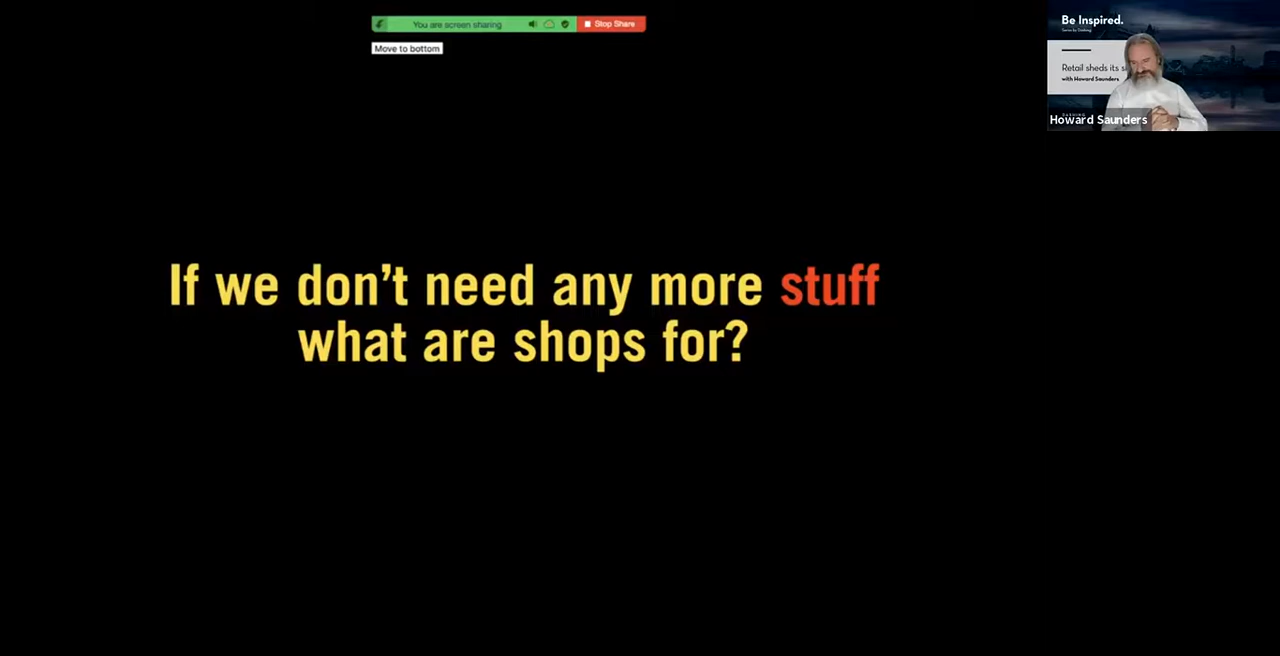 You are screen sharing
Stop Share
Move to bottom
Be Inspired.
Retail sheds its s
with Howard Saunders
Howard Saunders
If we don't need any more stuff
what are shops for?